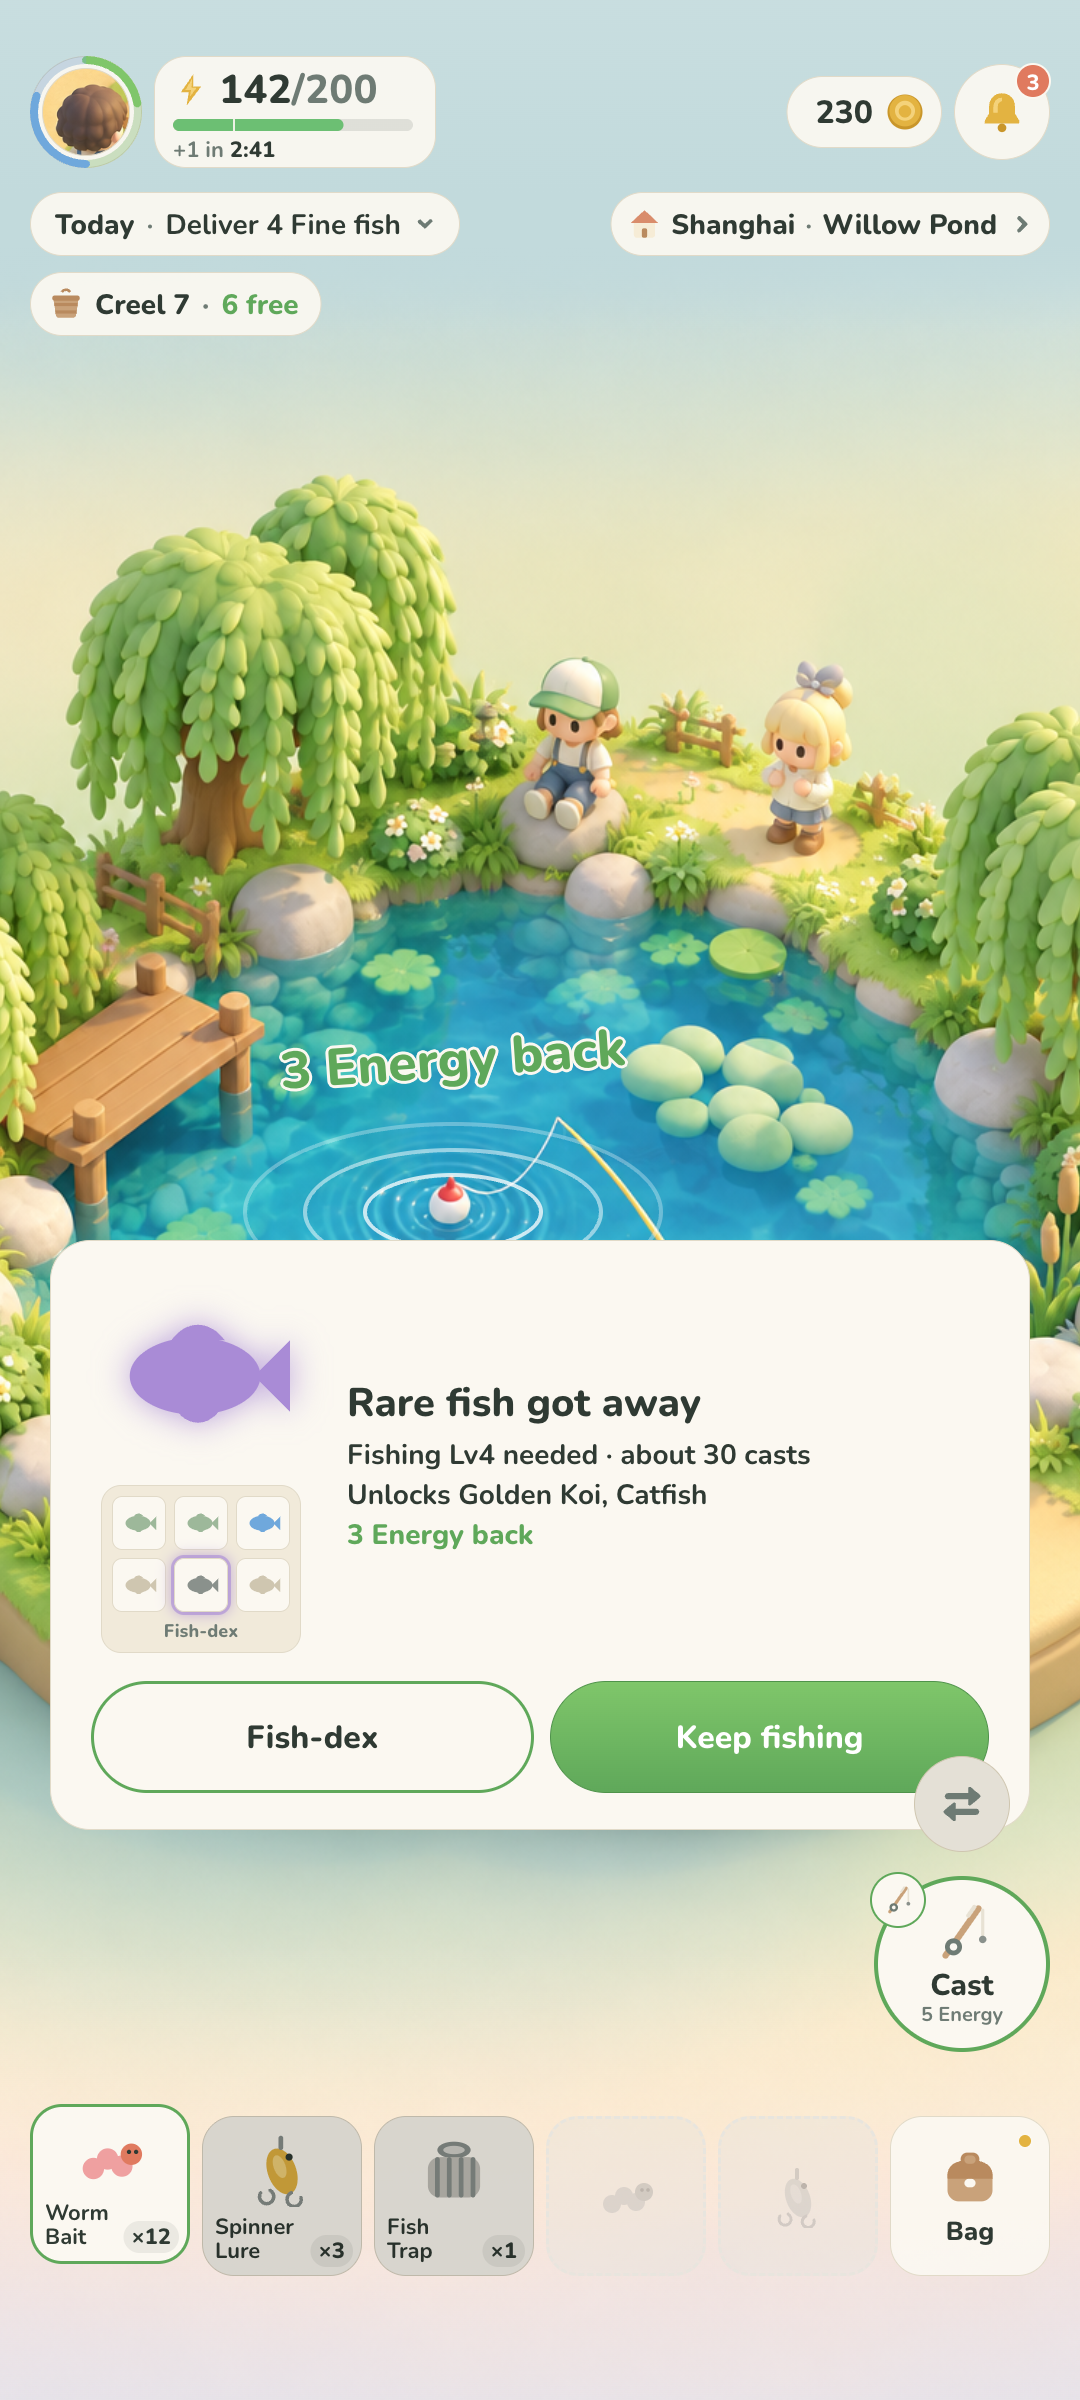 142/200
+1 in 2:41
230
3
Today · Deliver 4 Fine fish
Shanghai · Willow Pond
Creel 7 · 6 free
3 Energy back
Rare fish got away
Fishing Lv4 needed · about 30 casts
Unlocks Golden Koi, Catfish
3 Energy back
Fish-dex
Fish-dex
Keep fishing
Cast
5 Energy
Worm
Bait
×12
Spinner
Lure
×3
Fish
Trap
×1
Bag